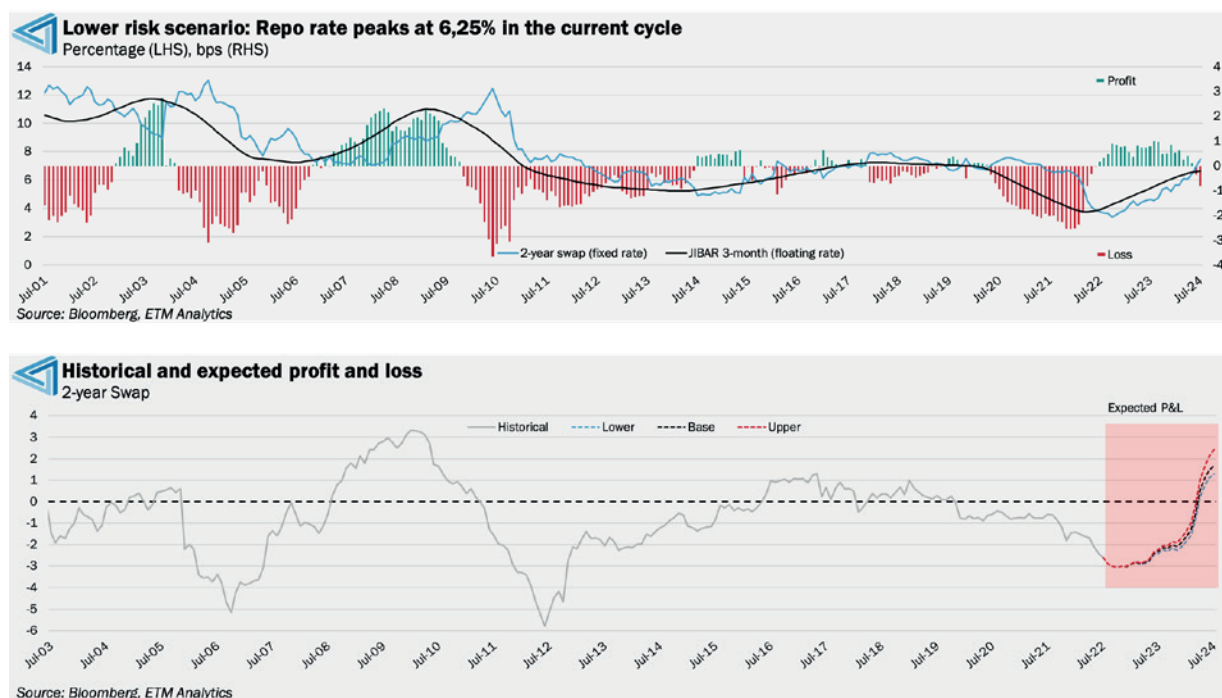 Lower risk scenario: Repo rate peaks at 6,25% in the current cycle
Percentage (LHS), bps (RHS)
14 4
12 3
10 2
8 1
6 0
4 -1
2 -2
0 -3
-4
Profit
2-year swap (fixed rate) JIBAR 3-month (floating rate) Loss
Jul-01 Jul-02 Jul-03 Jul-04 Jul-05 Jul-06 Jul-07 Jul-08 Jul-09 Jul-10 Jul-11 Jul-12 Jul-13 Jul-14 Jul-15 Jul-16 Jul-17 Jul-18 Jul-19 Jul-20 Jul-21 Jul-22 Jul-23 Jul-24
Source: Bloomberg, ETM Analytics
Historical and expected profit and loss
2-year Swap
Expected P&L
Historical Lower Base Upper
4
3
2
1
0
-1
-2
-3
-4
-5
-6
Jul-03 Jul-04 Jul-05 Jul-06 Jul-07 Jul-08 Jul-09 Jul-10 Jul-11 Jul-12 Jul-13 Jul-14 Jul-15 Jul-16 Jul-17 Jul-18 Jul-19 Jul-20 Jul-21 Jul-22 Jul-23 Jul-24
Source: Bloomberg, ETM Analytics